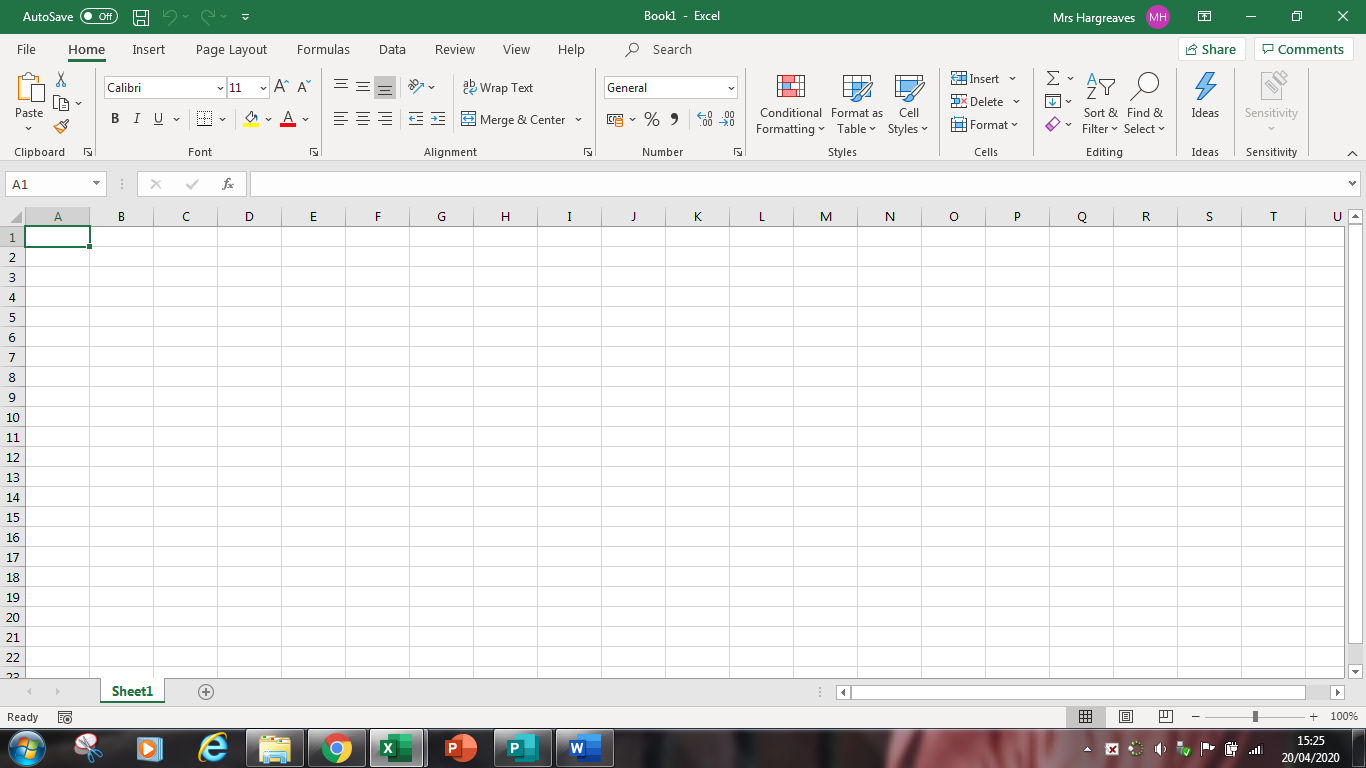 AutoSave Off Book1 - Excel Mrs Hargreaves MH
File Home Insert Page Layout Formulas Data Review View Help Search Share Comments
Paste
Clipboard
Calibri 11
B I U A
Font
ab Wrap Text
Merge & Center
Alignment
General
% 
Number
Conditional Formatting
Format as Table
Cell Styles
Styles
Insert
Delete
Format
Cells
Sort & Filter
Find & Select
Editing
Ideas
Ideas
Sensitivity
Sensitivity
A1 fx
A B C D E F G H I J K L M N O P Q R S T U
1
2
3
4
5
6
7
8
9
10
11
12
13
14
15
16
17
18
19
20
21
22
23
Sheet1
Ready 100%
15:25
20/04/2020